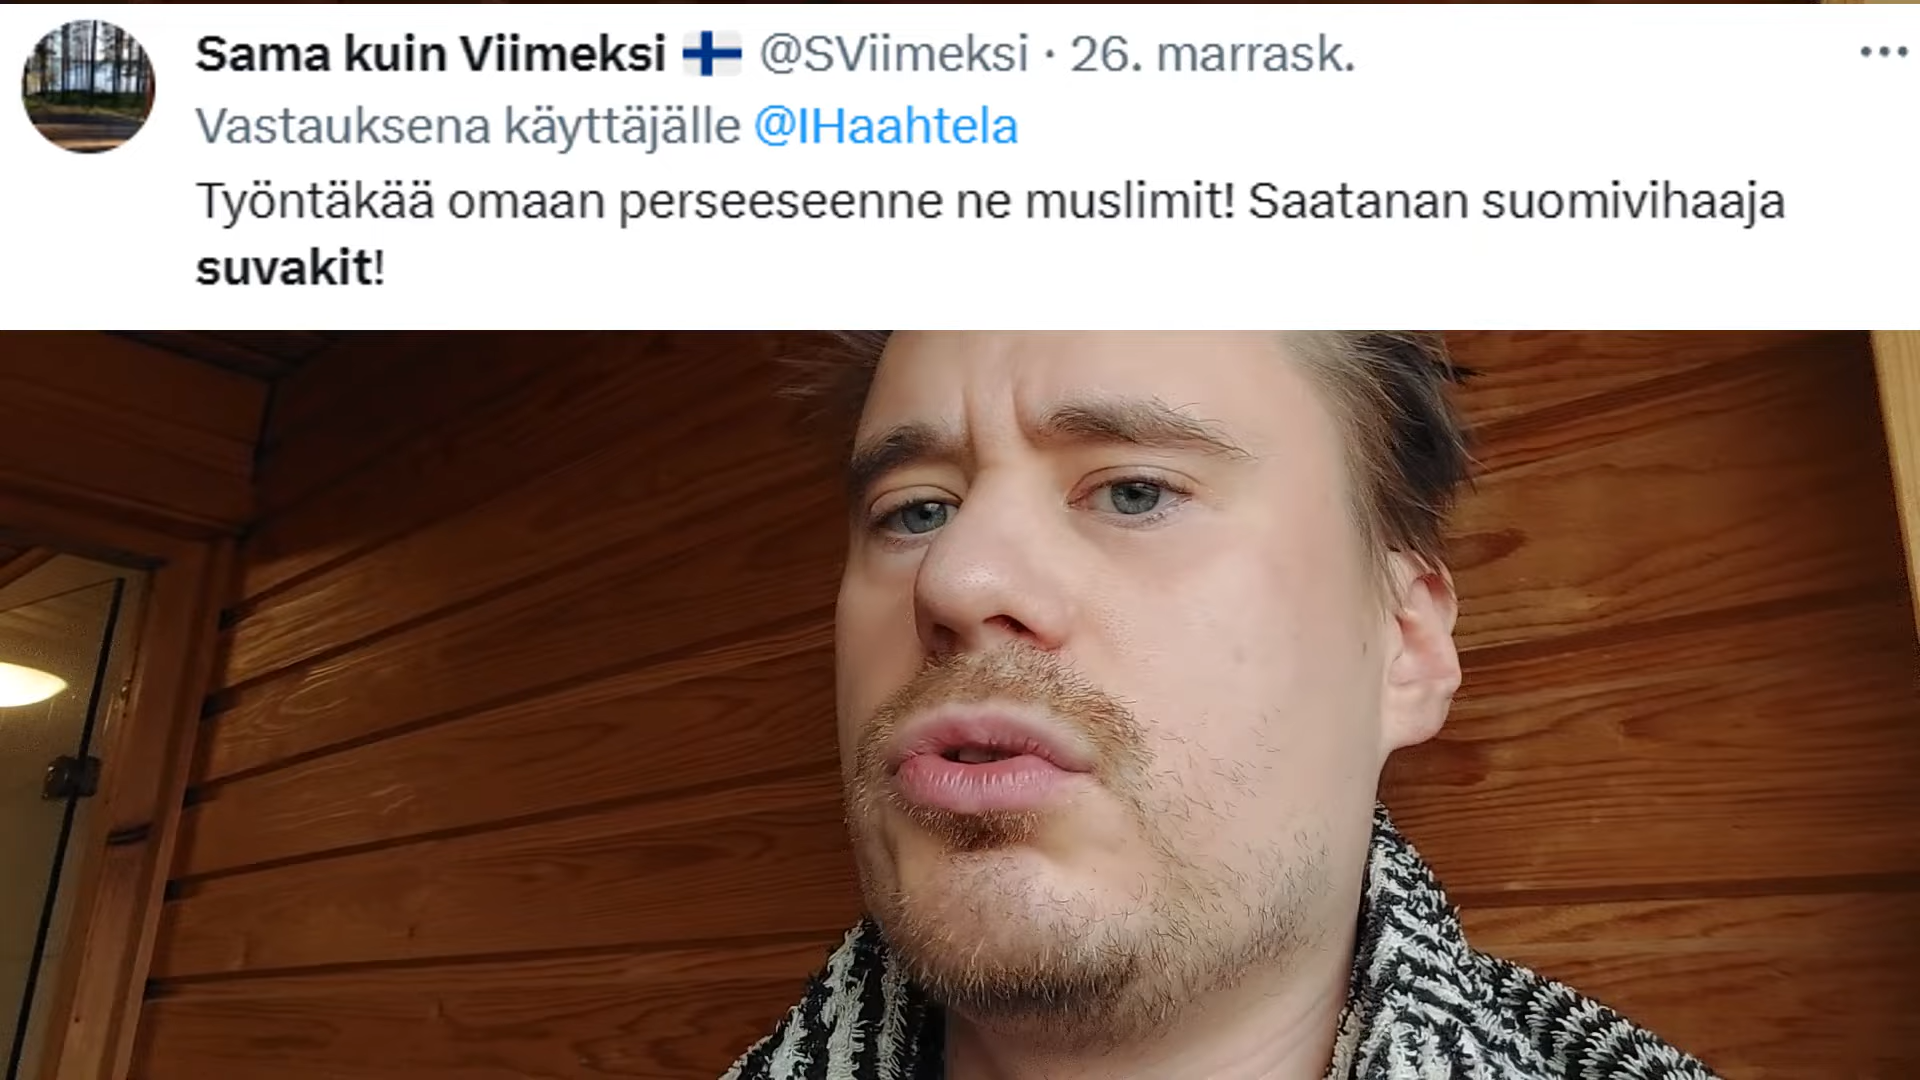 Sama kuin Viimeksi 🇫🇮 @SViimeksi · 26. marrask.
Vastauksena käyttäjälle @IHaahtela
Työntäkää omaan perseeseenne ne muslimit! Saatanan suomivihaaja
suvakit!